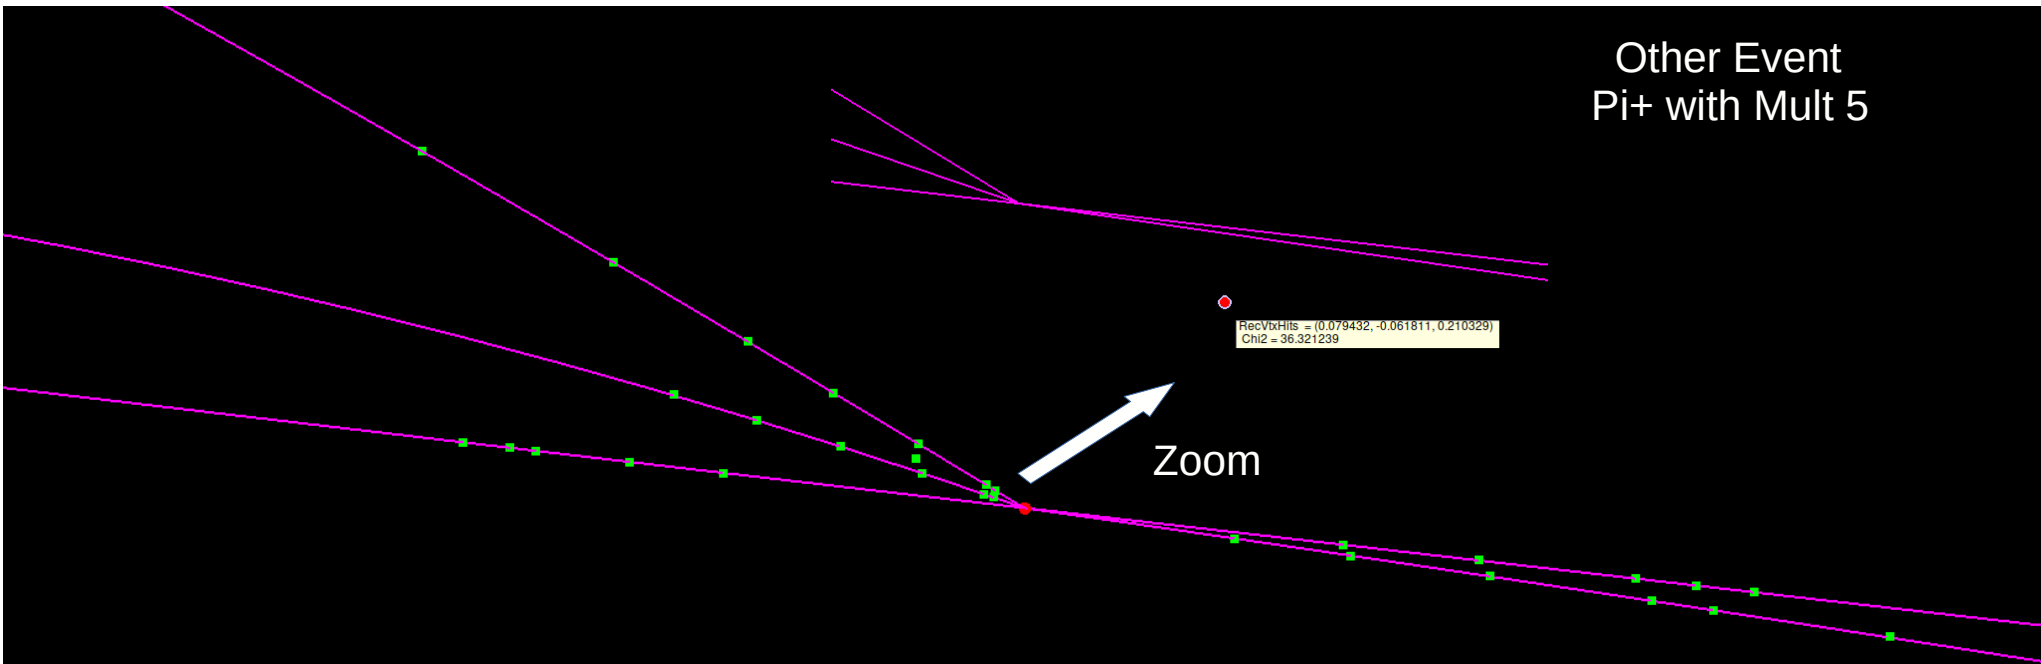 Other Event
Pi+ with Mult 5
RecVtxHits = (0.079432, -0.061811, 0.210329)
Chi2 = 36.321239
Zoom